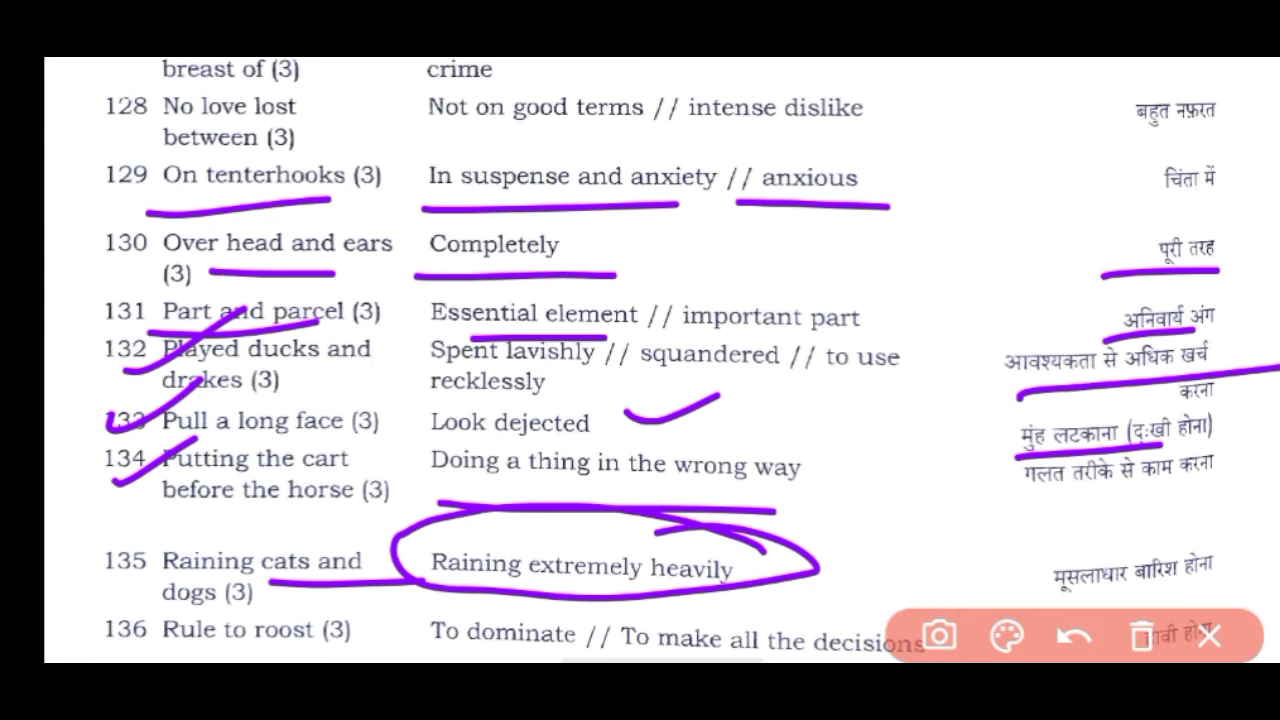 breast of (3) crime
128 No love lost Not on good terms // intense dislike बहुत नफ़रत
between (3)
129 On tenterhooks (3) In suspense and anxiety // anxious चिंता में
130 Over head and ears Completely पूरी तरह
(3)
131 Part and parcel (3) Essential element // important part अनिवार्य अंग
132 Played ducks and Spent lavishly // squandered // to use आवश्यकता से अधिक खर्च
drakes (3) recklessly करना
133 Pull a long face (3) Look dejected मुंह लटकाना (दुःखी होना)
134 Putting the cart Doing a thing in the wrong way गलत तरीके से काम करना
before the horse (3)
135 Raining cats and Raining extremely heavily मूसलाधार बारिश होना
dogs (3)
136 Rule to roost (3) To dominate // To make all the decisions हावी होना